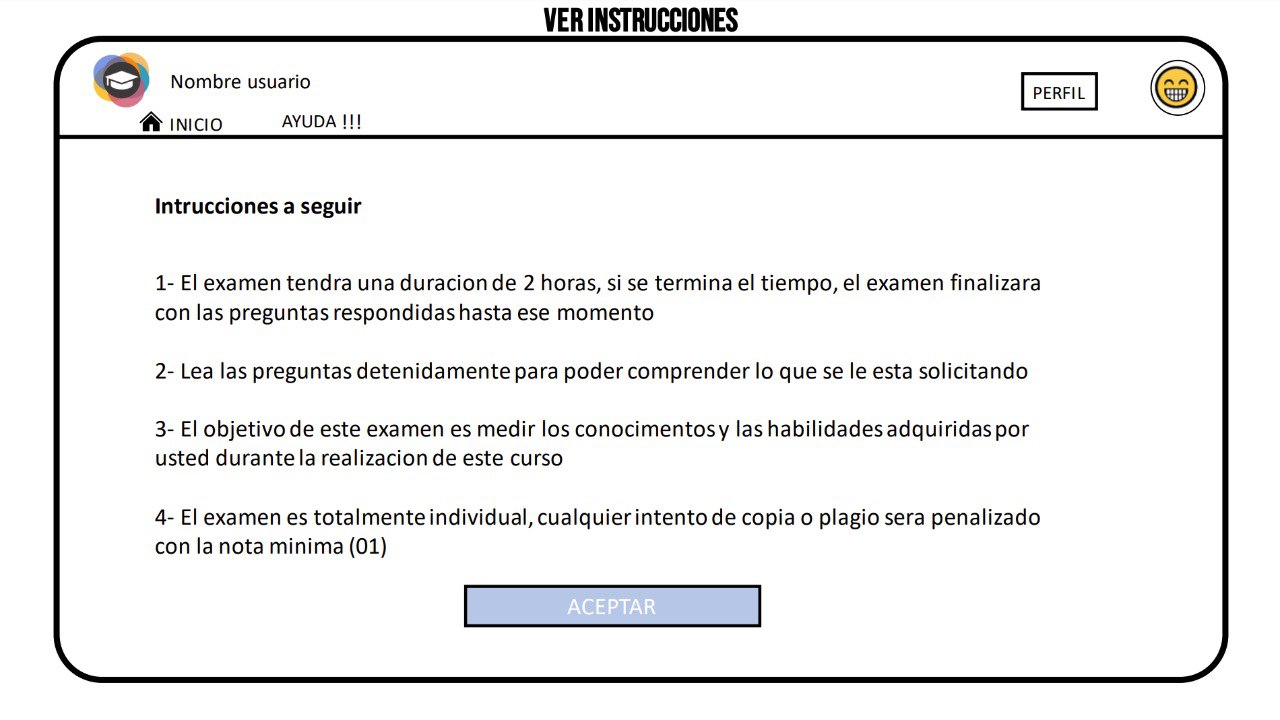 VER INSTRUCCIONES
Nombre usuario
PERFIL
INICIO
AYUDA !!!
Intrucciones a seguir
1- El examen tendra una duracion de 2 horas, si se termina el tiempo, el examen finalizara
con las preguntas respondidas hasta ese momento
2- Lea las preguntas detenidamente para poder comprender lo que se le esta solicitando
3- El objetivo de este examen es medir los conocimentos y las habilidades adquiridas por
usted durante la realizacion de este curso
4- El examen es totalmente individual, cualquier intento de copia o plagio sera penalizado
con la nota minima (01)
ACEPTAR